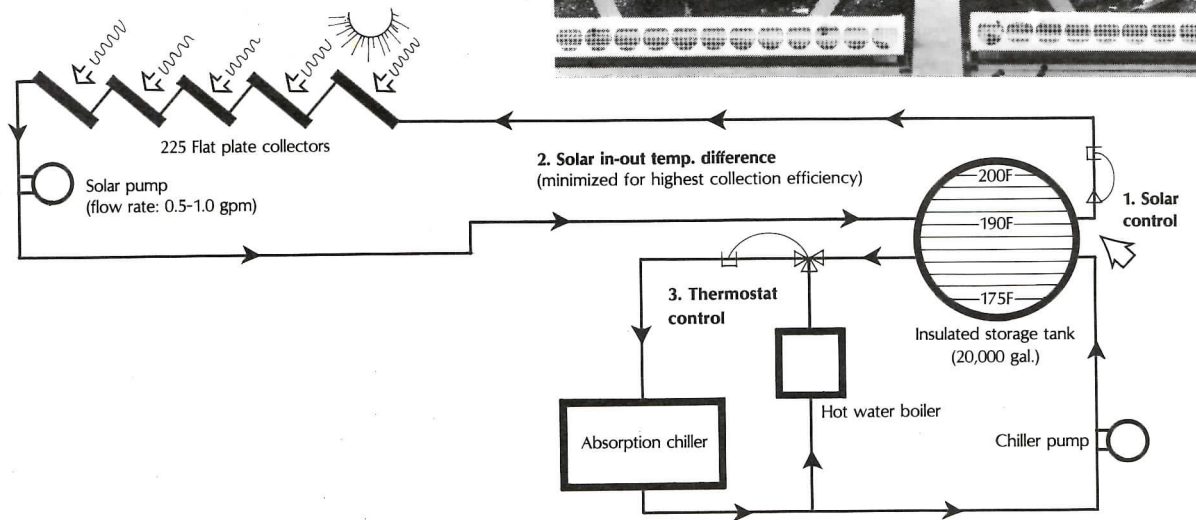 225 Flat plate collectors
Solar pump
(flow rate: 0.5-1.0 gpm)
2. Solar in-out temp. difference
(minimized for highest collection efficiency)
200F
190F
175F
1. Solar
control
3. Thermostat
control
Insulated storage tank
(20,000 gal.)
Hot water boiler
Absorption chiller
Chiller pump